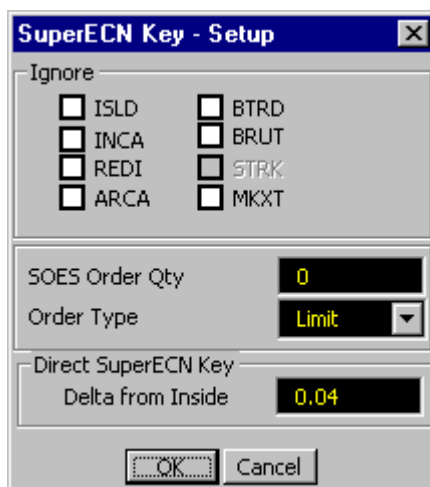 SuperECN Key - Setup
Ignore
ISLD BTRD
INCA BRUT
REDI STRK
ARCA MKXT
SOES Order Qty 0
Order Type Limit
Direct SuperECN Key
Delta from Inside 0.04
OK Cancel